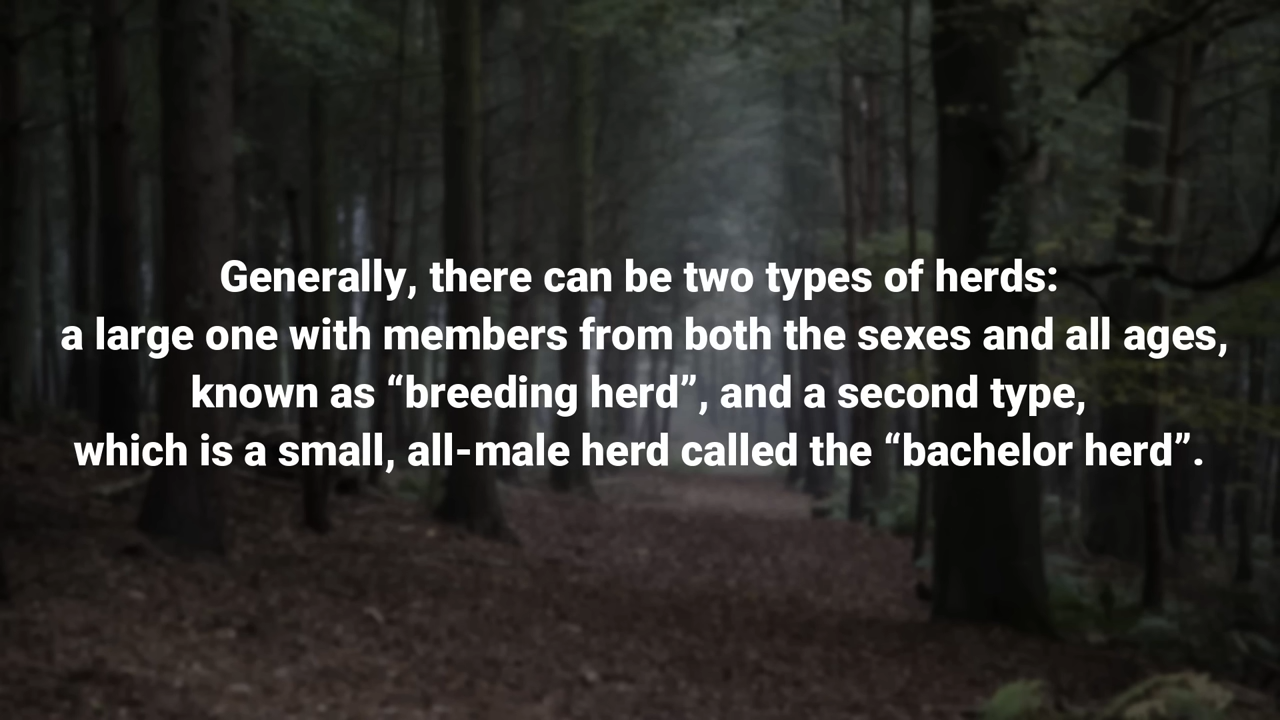 Generally, there can be two types of herds:
a large one with members from both the sexes and all ages,
known as “breeding herd”, and a second type,
which is a small, all-male herd called the “bachelor herd”.